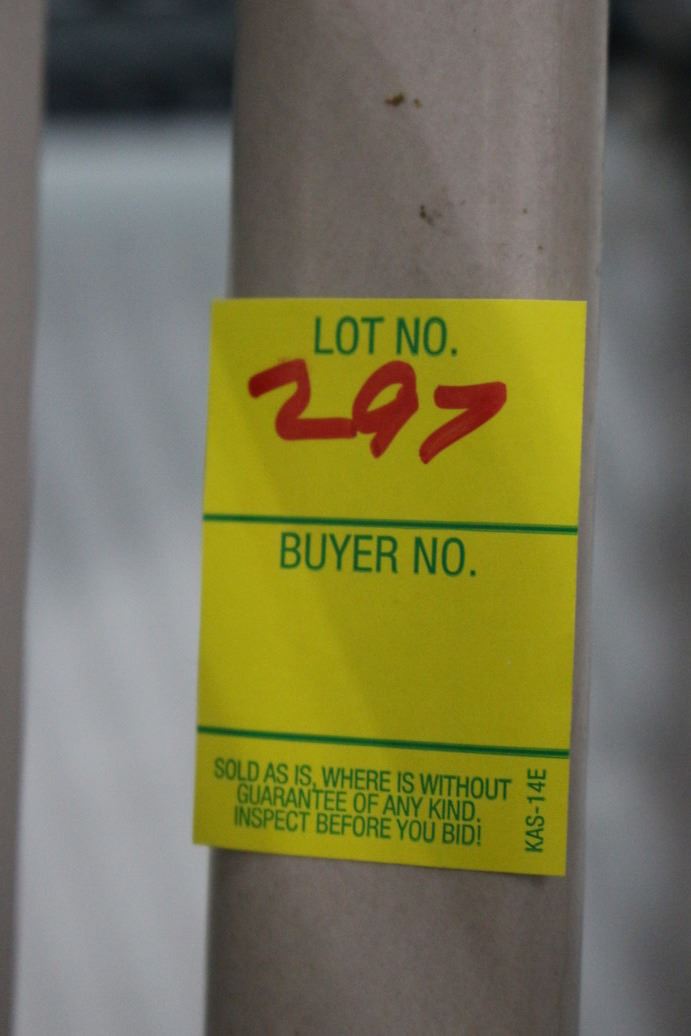 LOT NO.
297
BUYER NO.
SOLD AS IS, WHERE IS WITHOUT
GUARANTEE OF ANY KIND.
INSPECT BEFORE YOU BID!
KAS-14E